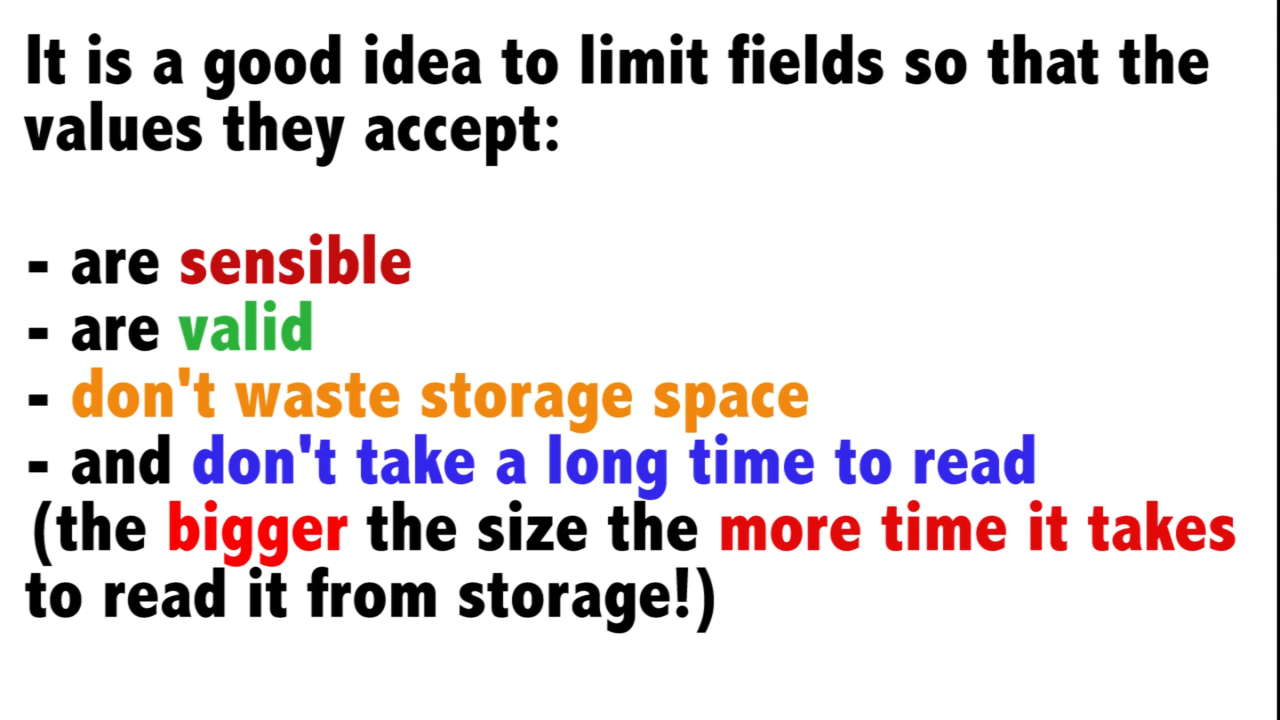 It is a good idea to limit fields so that the
values they accept:
- are sensible
- are valid
- don't waste storage space
- and don't take a long time to read
(the bigger the size the more time it takes
to read it from storage!)